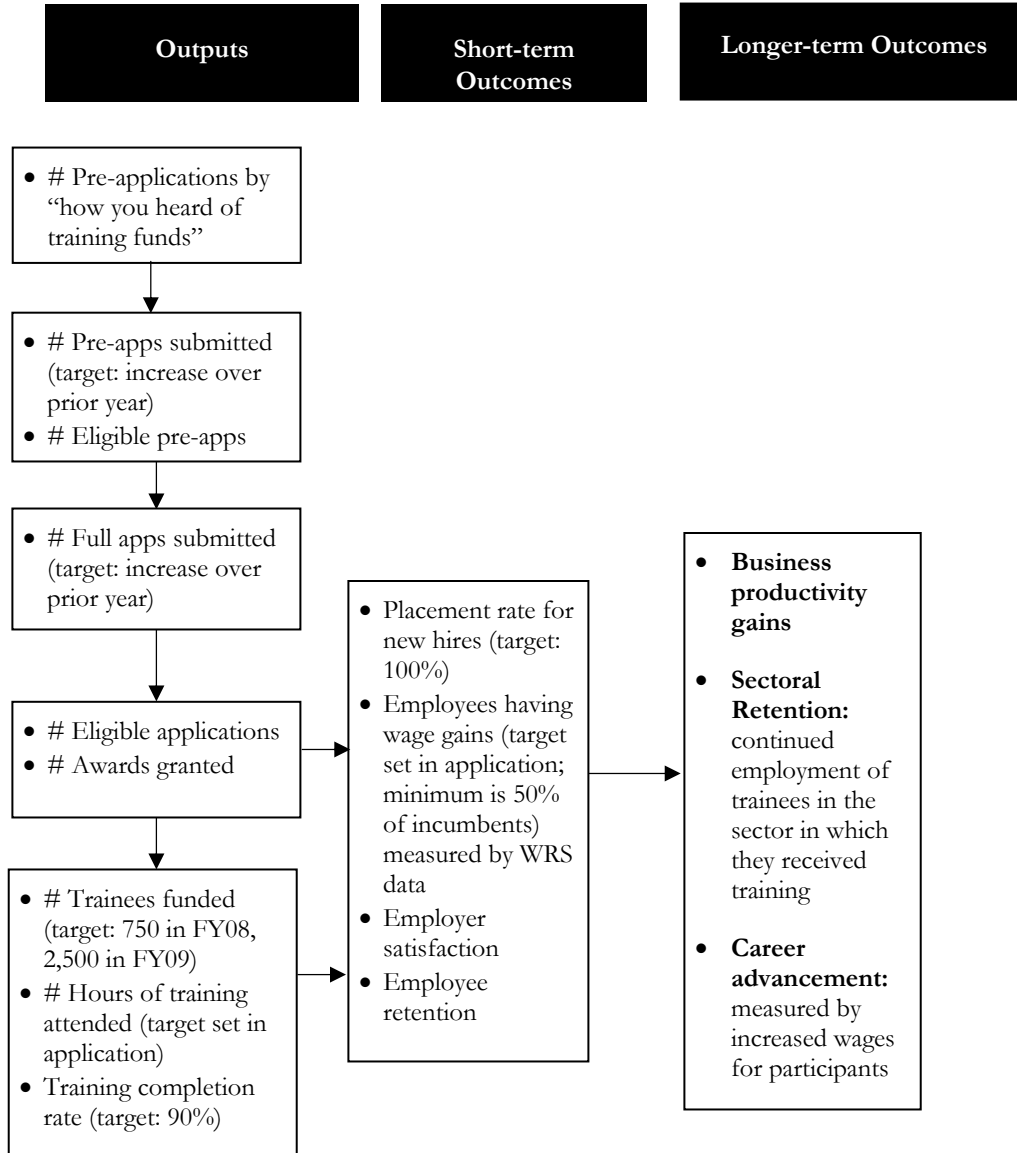 Outputs
Short-term
Outcomes
Longer-term Outcomes
• # Pre-applications by
“how you heard of
training funds”
• # Pre-apps submitted
(target: increase over
prior year)
• # Eligible pre-apps
• # Full apps submitted
(target: increase over
prior year)
• # Eligible applications
• # Awards granted
• # Trainees funded
(target: 750 in FY08,
2,500 in FY09)
• # Hours of training
attended (target set in
application)
• Training completion
rate (target: 90%)
• Placement rate for
new hires (target:
100%)
• Employees having
wage gains (target
set in application;
minimum is 50%
of incumbents)
measured by WRS
data
• Employer
satisfaction
• Employee
retention
• Business
productivity
gains
• Sectoral
Retention:
continued
employment of
trainees in the
sector in which
they received
training
• Career
advancement:
measured by
increased wages
for participants